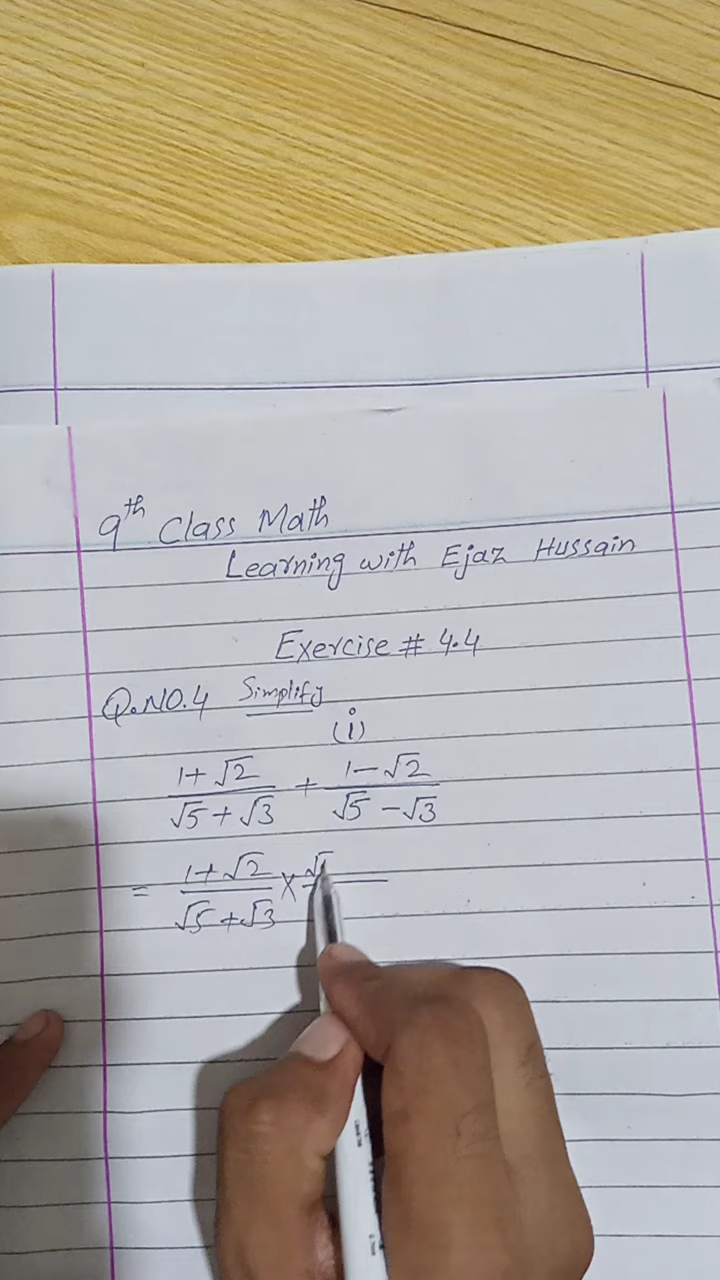 9th Class Math
Learning with Ejaz Hussain
Exercise # 4.4
Q.NO.4 Simplify
(i)
(1+√2)/(√5+√3) + (1-√2)/(√5-√3)
= (1+√2)/(√5+√3) × √